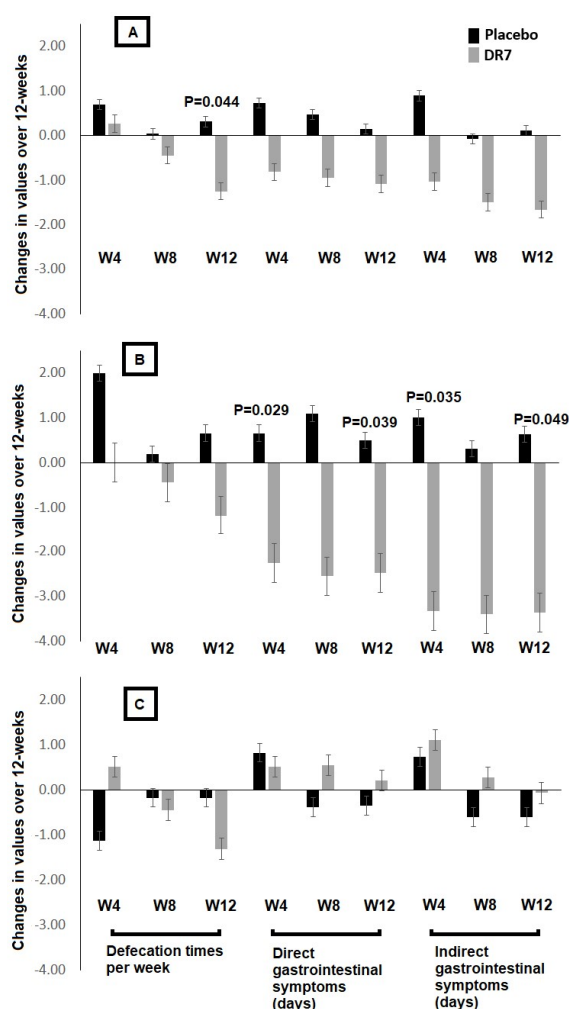 A
Placebo
DR7
Changes in values over 12-weeks
2.00
1.00
0.00
-1.00
-2.00
-3.00
-4.00
P=0.044
W4 W8 W12 W4 W8 W12 W4 W8 W12
B
Changes in values over 12-weeks
2.00
1.00
0.00
-1.00
-2.00
-3.00
-4.00
P=0.029
P=0.039
P=0.035
P=0.049
W4 W8 W12 W4 W8 W12 W4 W8 W12
C
Changes in values over 12-weeks
2.00
1.00
0.00
-1.00
-2.00
-3.00
-4.00
W4 W8 W12 W4 W8 W12 W4 W8 W12
Defecation times
per week
Direct
gastrointestinal
symptoms
(days)
Indirect
gastrointestinal
symptoms
(days)